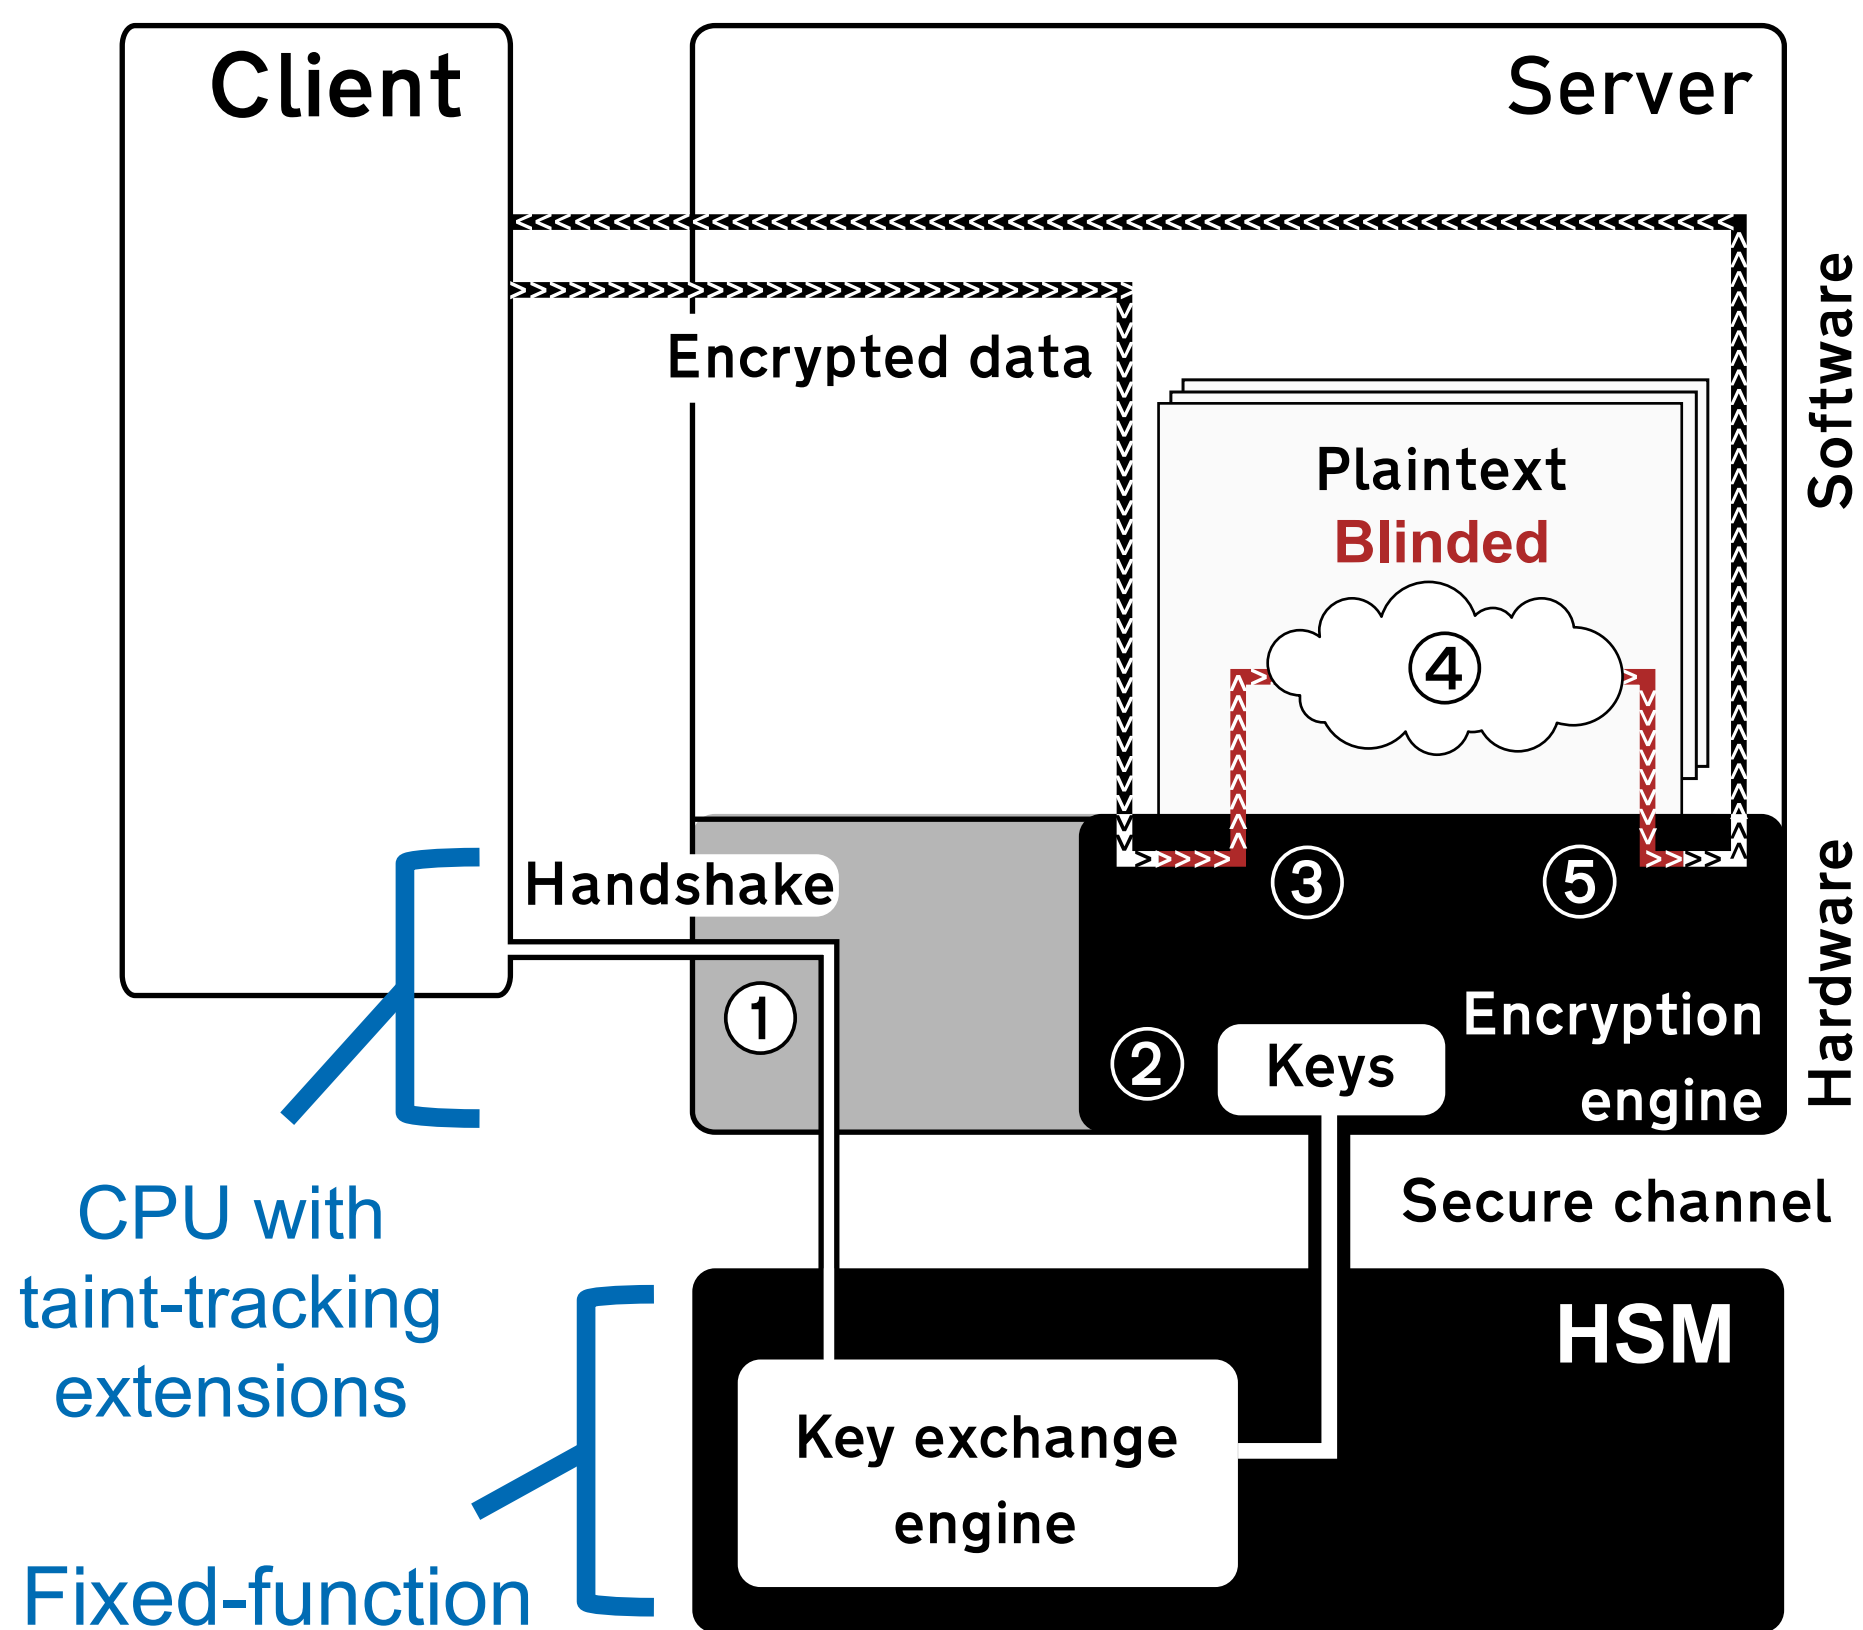 Client
Server
Encrypted data
Software
Plaintext
Blinded
④
Handshake
③
⑤
①
②
Keys
Encryption
engine
Hardware
CPU with
taint-tracking
extensions
Secure channel
HSM
Key exchange
engine
Fixed-function